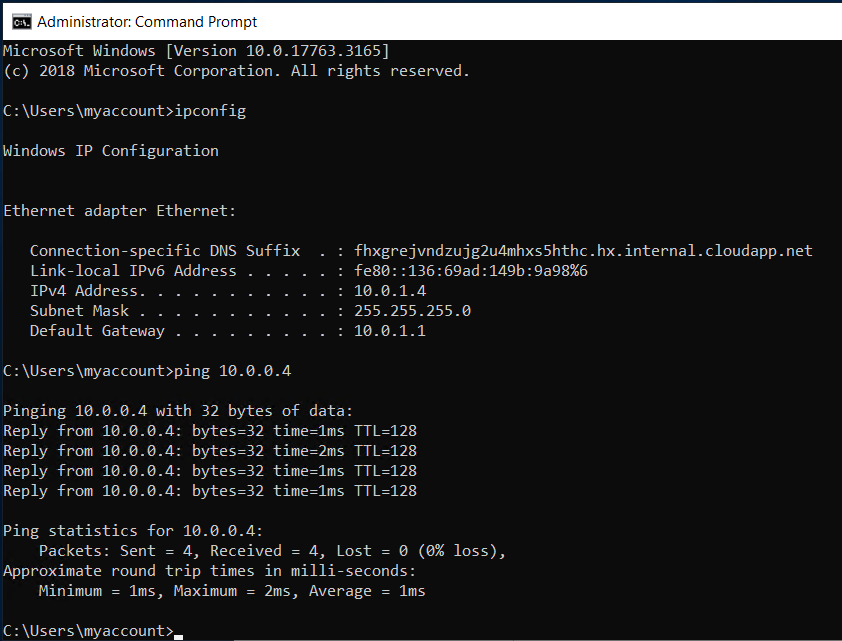 Administrator: Command Prompt
Microsoft Windows [Version 10.0.17763.3165]
(c) 2018 Microsoft Corporation. All rights reserved.
C:\Users\myaccount>ipconfig
Windows IP Configuration
Ethernet adapter Ethernet:
   Connection-specific DNS Suffix  . : fhxgrejvndzujg2u4mhxs5hthc.hx.internal.cloudapp.net
   Link-local IPv6 Address . . . . . : fe80::136:69ad:149b:9a98%6
   IPv4 Address. . . . . . . . . . . : 10.0.1.4
   Subnet Mask . . . . . . . . . . . : 255.255.255.0
   Default Gateway . . . . . . . . . : 10.0.1.1
C:\Users\myaccount>ping 10.0.0.4
Pinging 10.0.0.4 with 32 bytes of data:
Reply from 10.0.0.4: bytes=32 time=1ms TTL=128
Reply from 10.0.0.4: bytes=32 time=2ms TTL=128
Reply from 10.0.0.4: bytes=32 time=1ms TTL=128
Reply from 10.0.0.4: bytes=32 time=1ms TTL=128
Ping statistics for 10.0.0.4:
    Packets: Sent = 4, Received = 4, Lost = 0 (0% loss),
Approximate round trip times in milli-seconds:
    Minimum = 1ms, Maximum = 2ms, Average = 1ms
C:\Users\myaccount>